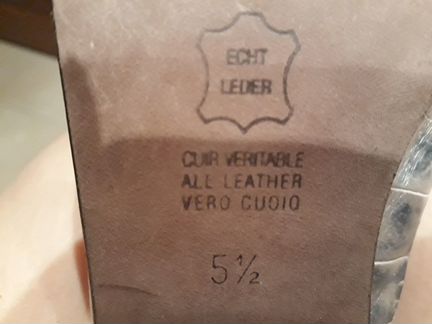 ECHT
LEDER
CUIR VERITABLE
ALL LEATHER
VERO CUOIO
5½